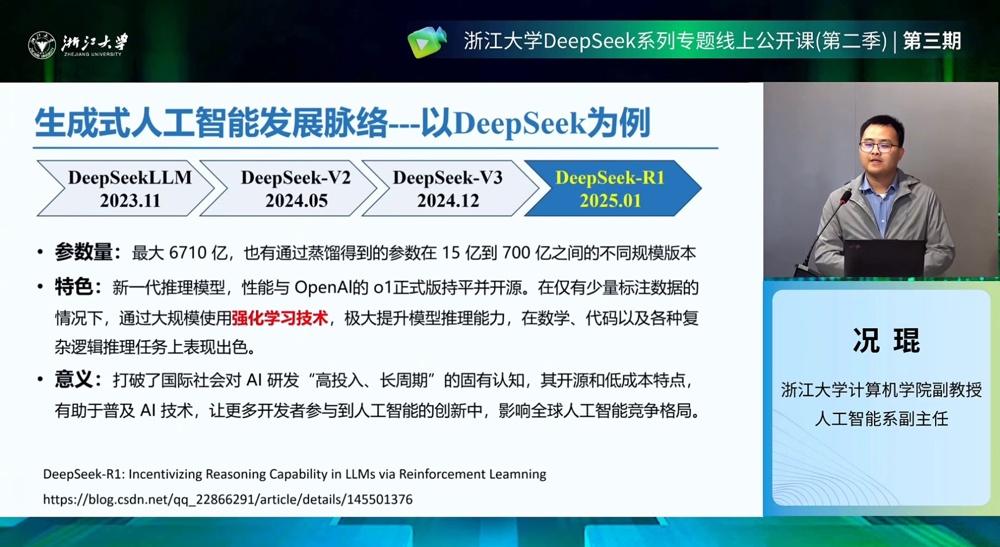 浙江大学
ZHEJIANG UNIVERSITY
浙江大学DeepSeek系列专题线上公开课(第二季) | 第三期
生成式人工智能发展脉络---以DeepSeek为例
DeepSeekLLM
2023.11
DeepSeek-V2
2024.05
DeepSeek-V3
2024.12
DeepSeek-R1
2025.01
• 参数量：最大 6710 亿，也有通过蒸馏得到的参数在 15 亿到 700 亿之间的不同规模版本
• 特色：新一代推理模型，性能与 OpenAI的 o1正式版持平并开源。在仅有少量标注数据的
情况下，通过大规模使用强化学习技术，极大提升模型推理能力，在数学、代码以及各种复
杂逻辑推理任务上表现出色。
• 意义：打破了国际社会对 AI 研发“高投入、长周期”的固有认知，其开源和低成本特点，
有助于普及 AI 技术，让更多开发者参与到人工智能的创新中，影响全球人工智能竞争格局。
DeepSeek-R1: Incentivizing Reasoning Capability in LLMs via Reinforcement Leamning
https://blog.csdn.net/qq_22866291/article/details/145501376
况 琨
浙江大学计算机学院副教授
人工智能系副主任